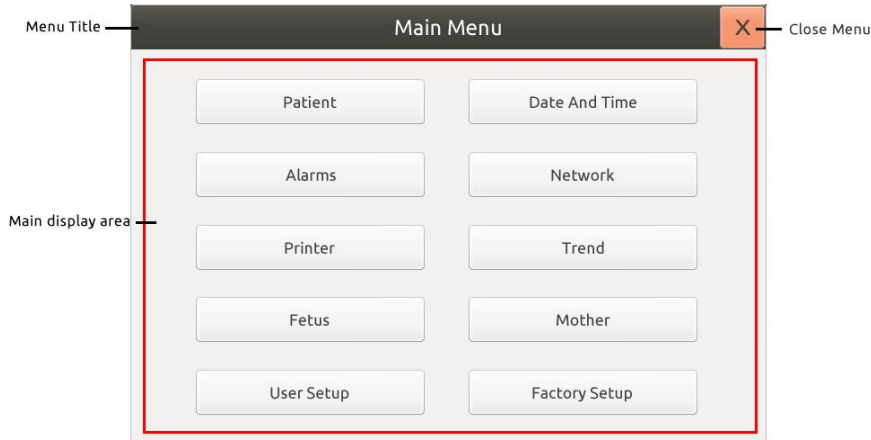 Menu Title
Main Menu
X
Close Menu
Patient
Date And Time
Alarms
Network
Main display area
Printer
Trend
Fetus
Mother
User Setup
Factory Setup